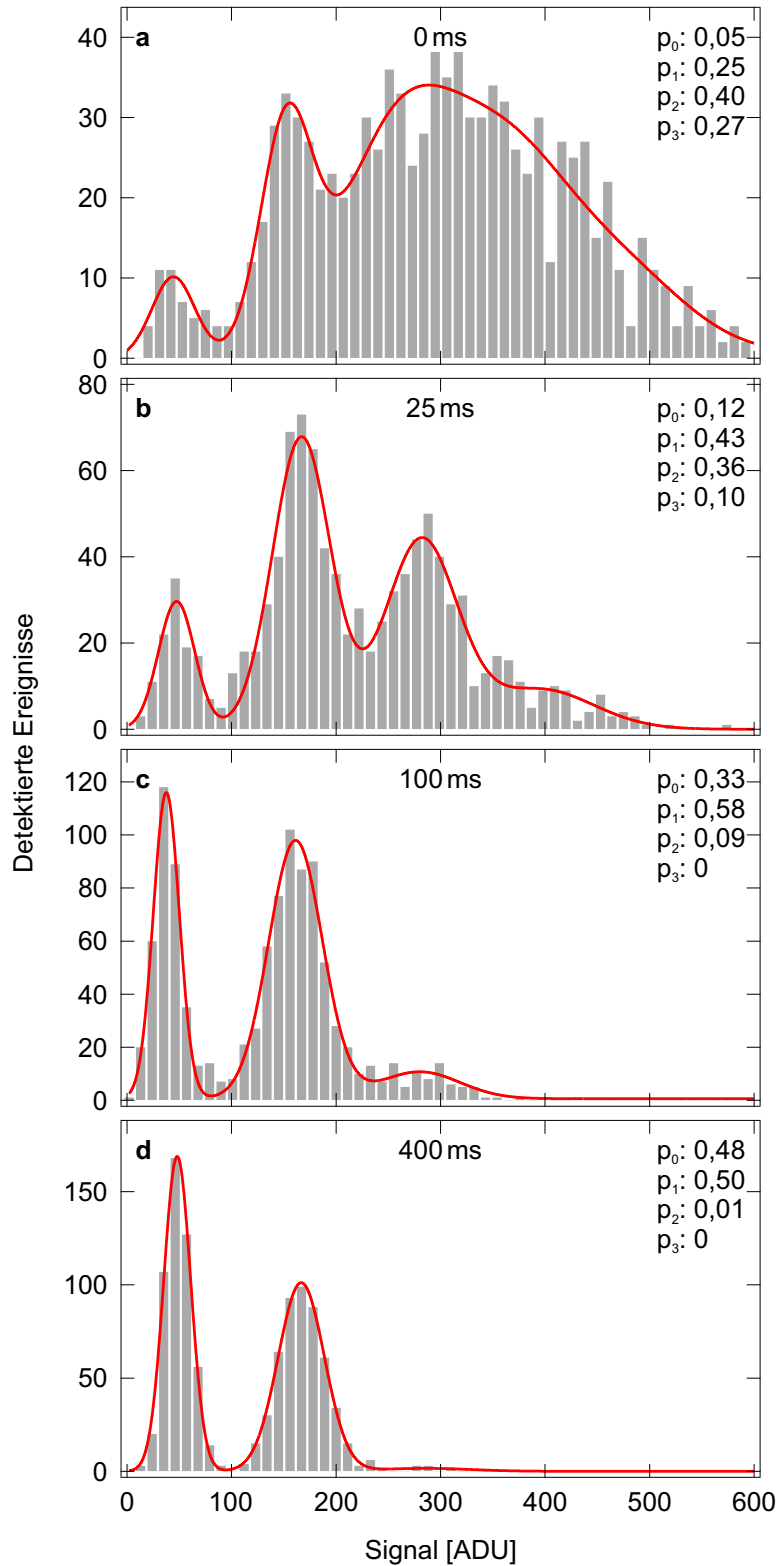 a 0 ms p₀: 0,05
p₁: 0,25
p₂: 0,40
p₃: 0,27
40
30
20
10
0
b 25 ms p₀: 0,12
p₁: 0,43
p₂: 0,36
p₃: 0,10
80
60
40
20
0
Detektierte Ereignisse
c 100 ms p₀: 0,33
p₁: 0,58
p₂: 0,09
p₃: 0
120
100
80
60
40
20
0
d 400 ms p₀: 0,48
p₁: 0,50
p₂: 0,01
p₃: 0
150
100
50
0
0 100 200 300 400 500 600
Signal [ADU]